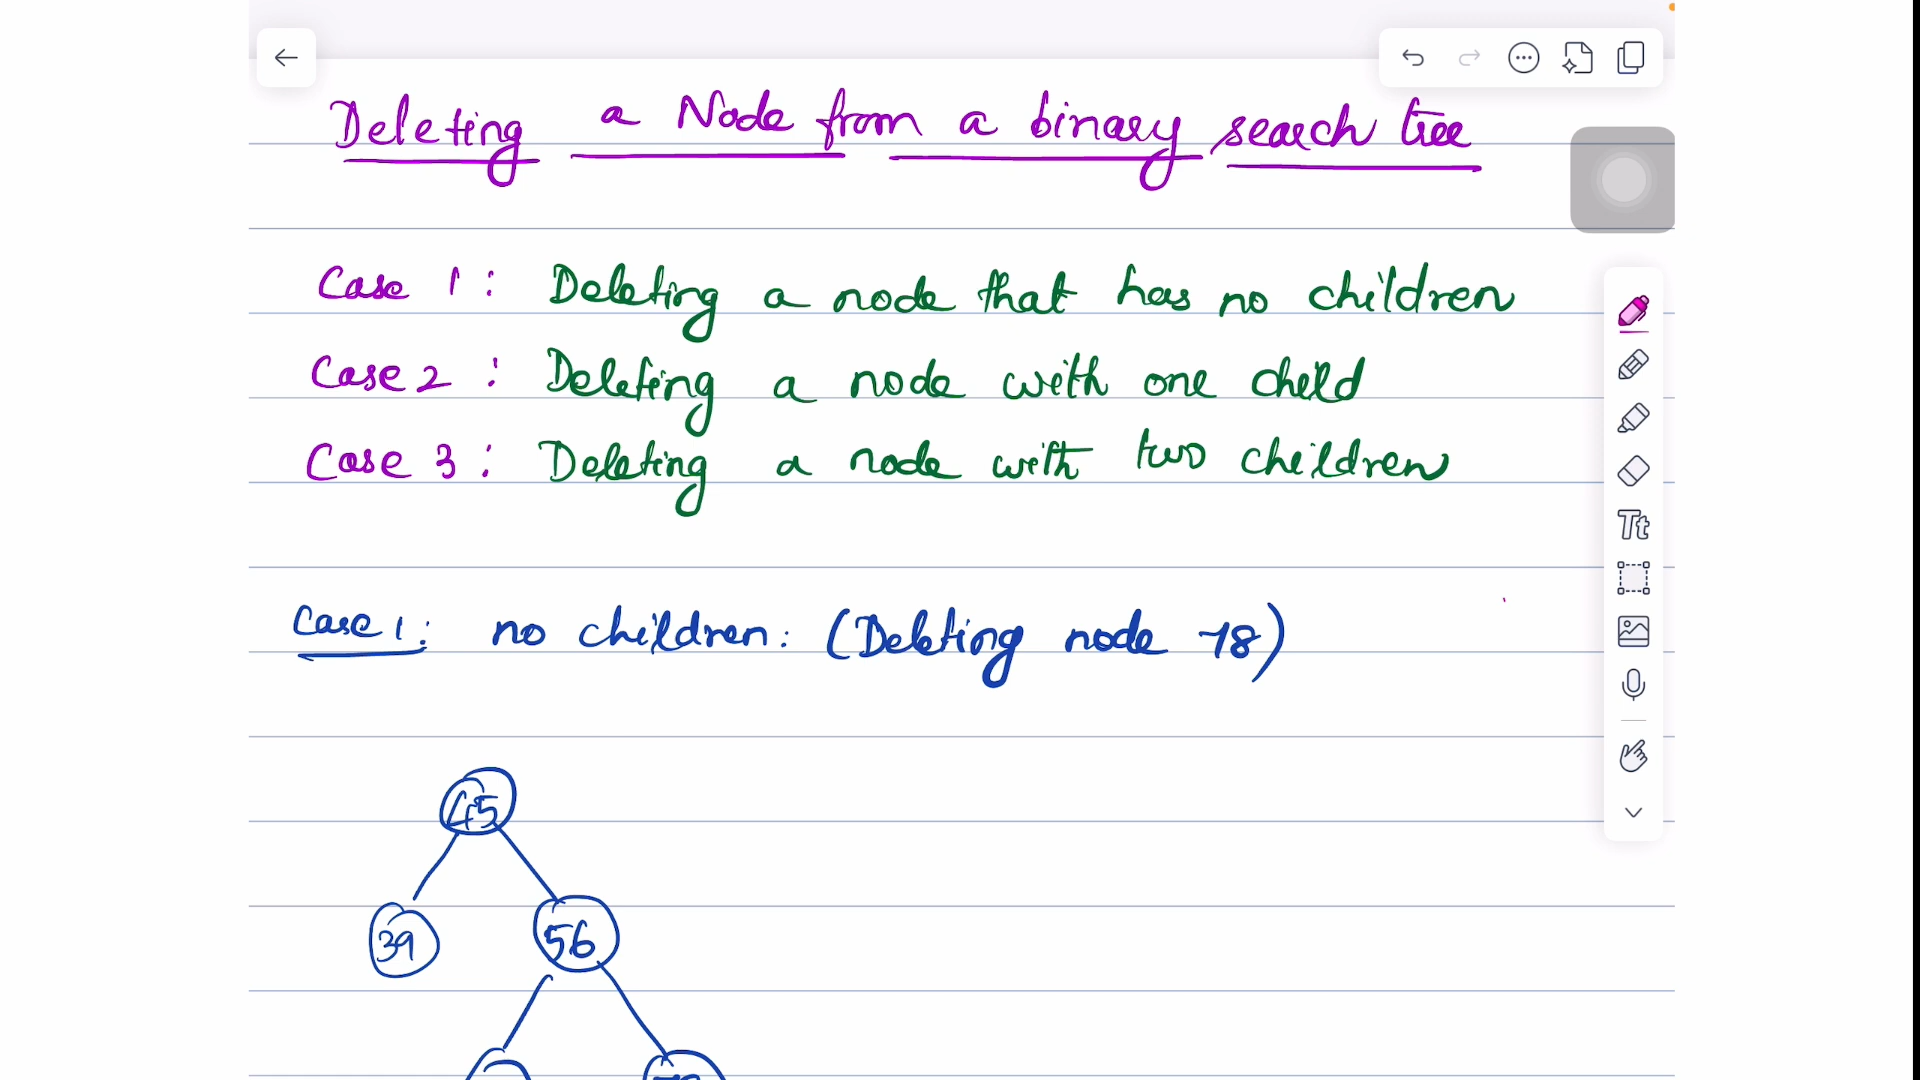 Deleting a Node from a binary search tree
Case 1 : Deleting a node that has no children
Case 2 : Deleting a node with one child
Case 3 : Deleting a node with two children
Case 1 : no children : (Deleting node 78)
45
39 56
Tt